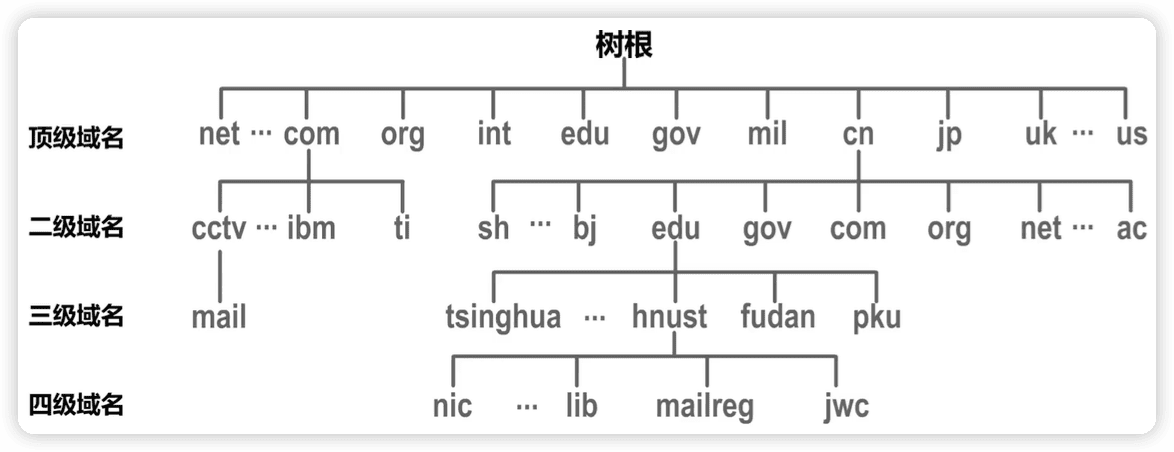 树根
顶级域名 net ··· com org int edu gov mil cn jp uk ··· us
二级域名 cctv ··· ibm ti sh ··· bj edu gov com org net ··· ac
三级域名 mail tsinghua ··· hnust fudan pku
四级域名 nic ··· lib mailreg jwc